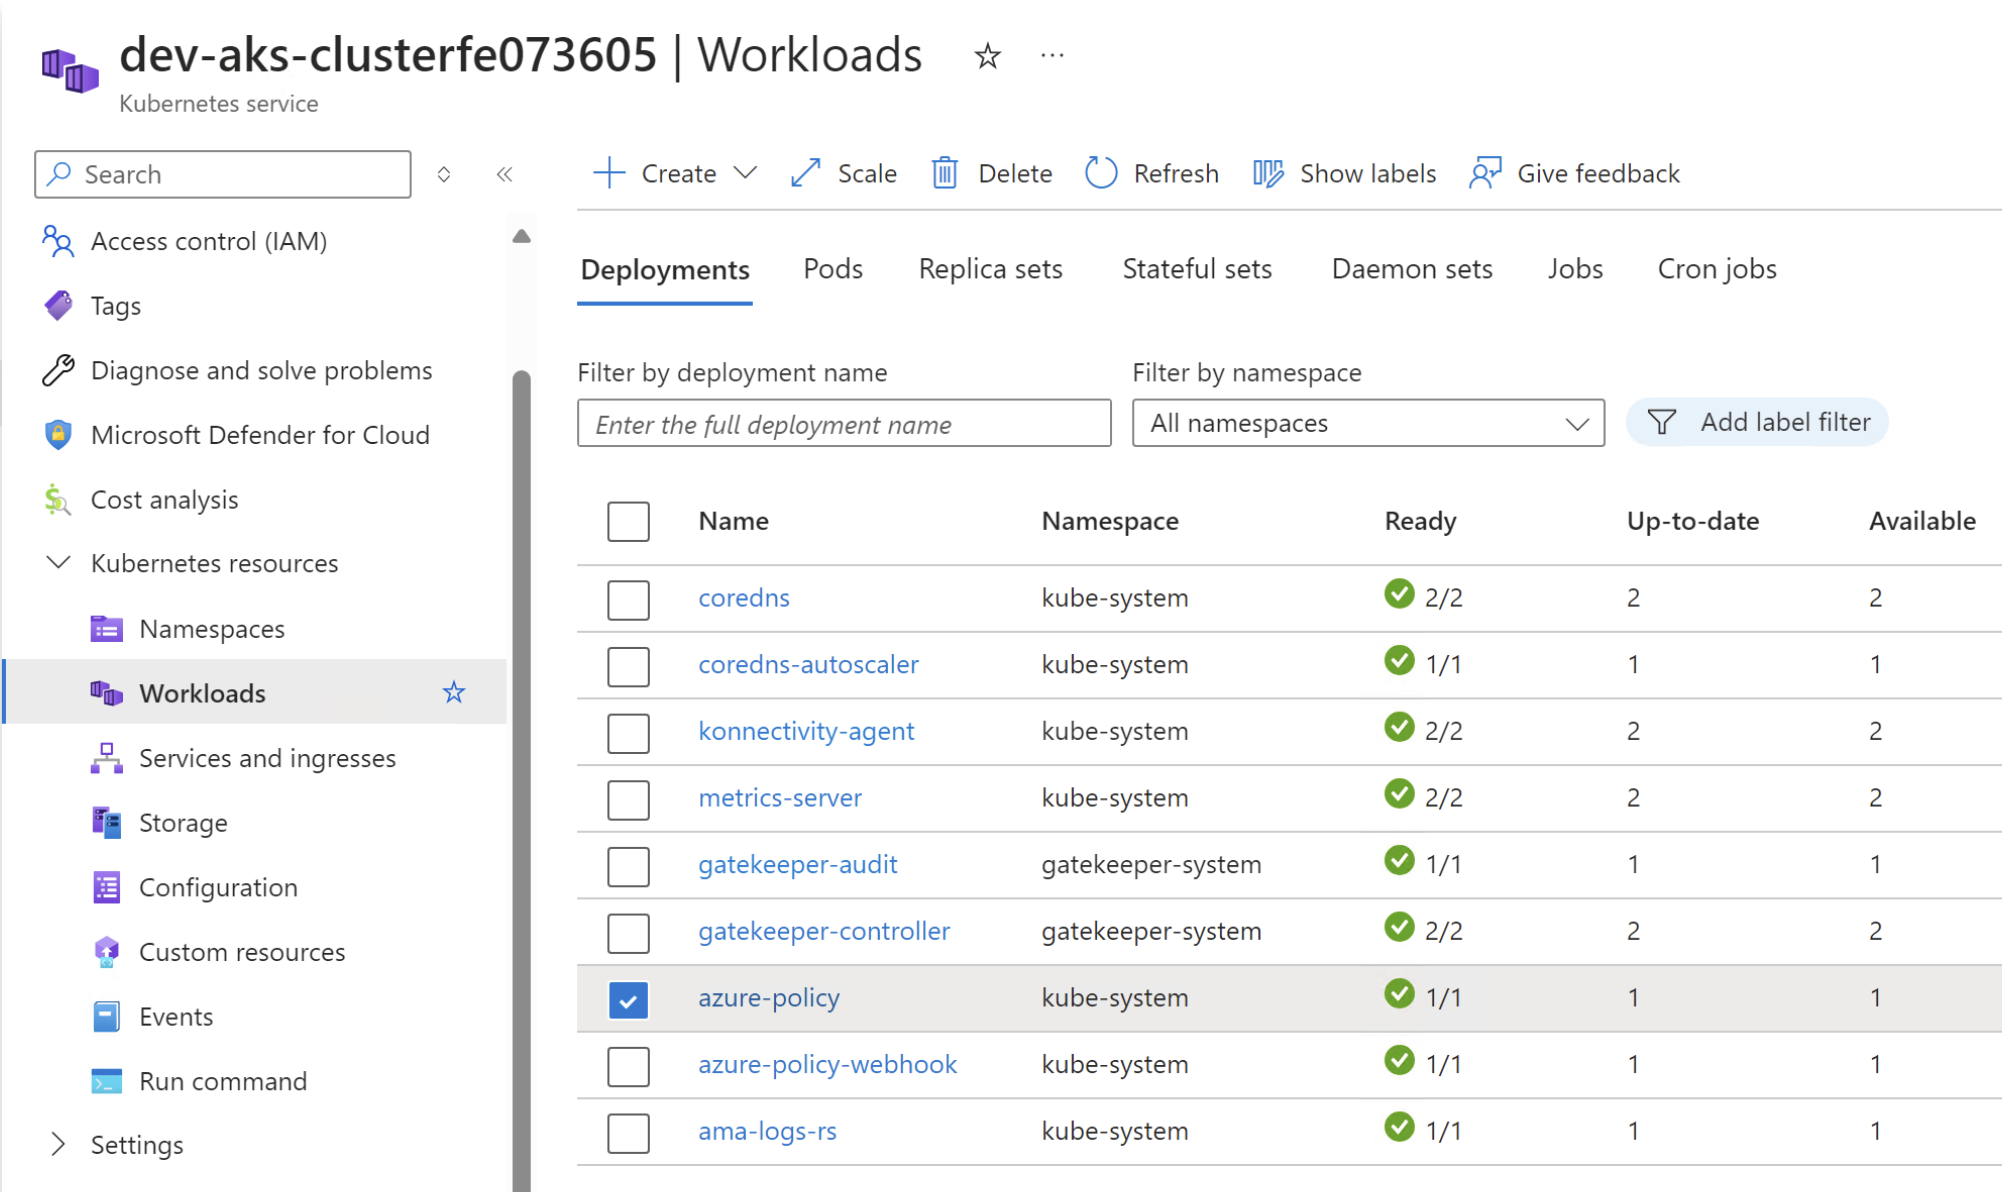 dev-aks-clusterfe073605 | Workloads
Kubernetes service
Search
Create
Scale
Delete
Refresh
Show labels
Give feedback
Access control (IAM)
Tags
Diagnose and solve problems
Microsoft Defender for Cloud
Cost analysis
Kubernetes resources
Namespaces
Workloads
Services and ingresses
Storage
Configuration
Custom resources
Events
Run command
Settings
Deployments Pods Replica sets Stateful sets Daemon sets Jobs Cron jobs
Filter by deployment name
Enter the full deployment name
Filter by namespace
All namespaces
Add label filter
Name Namespace Ready Up-to-date Available
coredns kube-system 2/2 2 2
coredns-autoscaler kube-system 1/1 1 1
konnectivity-agent kube-system 2/2 2 2
metrics-server kube-system 2/2 2 2
gatekeeper-audit gatekeeper-system 1/1 1 1
gatekeeper-controller gatekeeper-system 2/2 2 2
azure-policy kube-system 1/1 1 1
azure-policy-webhook kube-system 1/1 1 1
ama-logs-rs kube-system 1/1 1 1